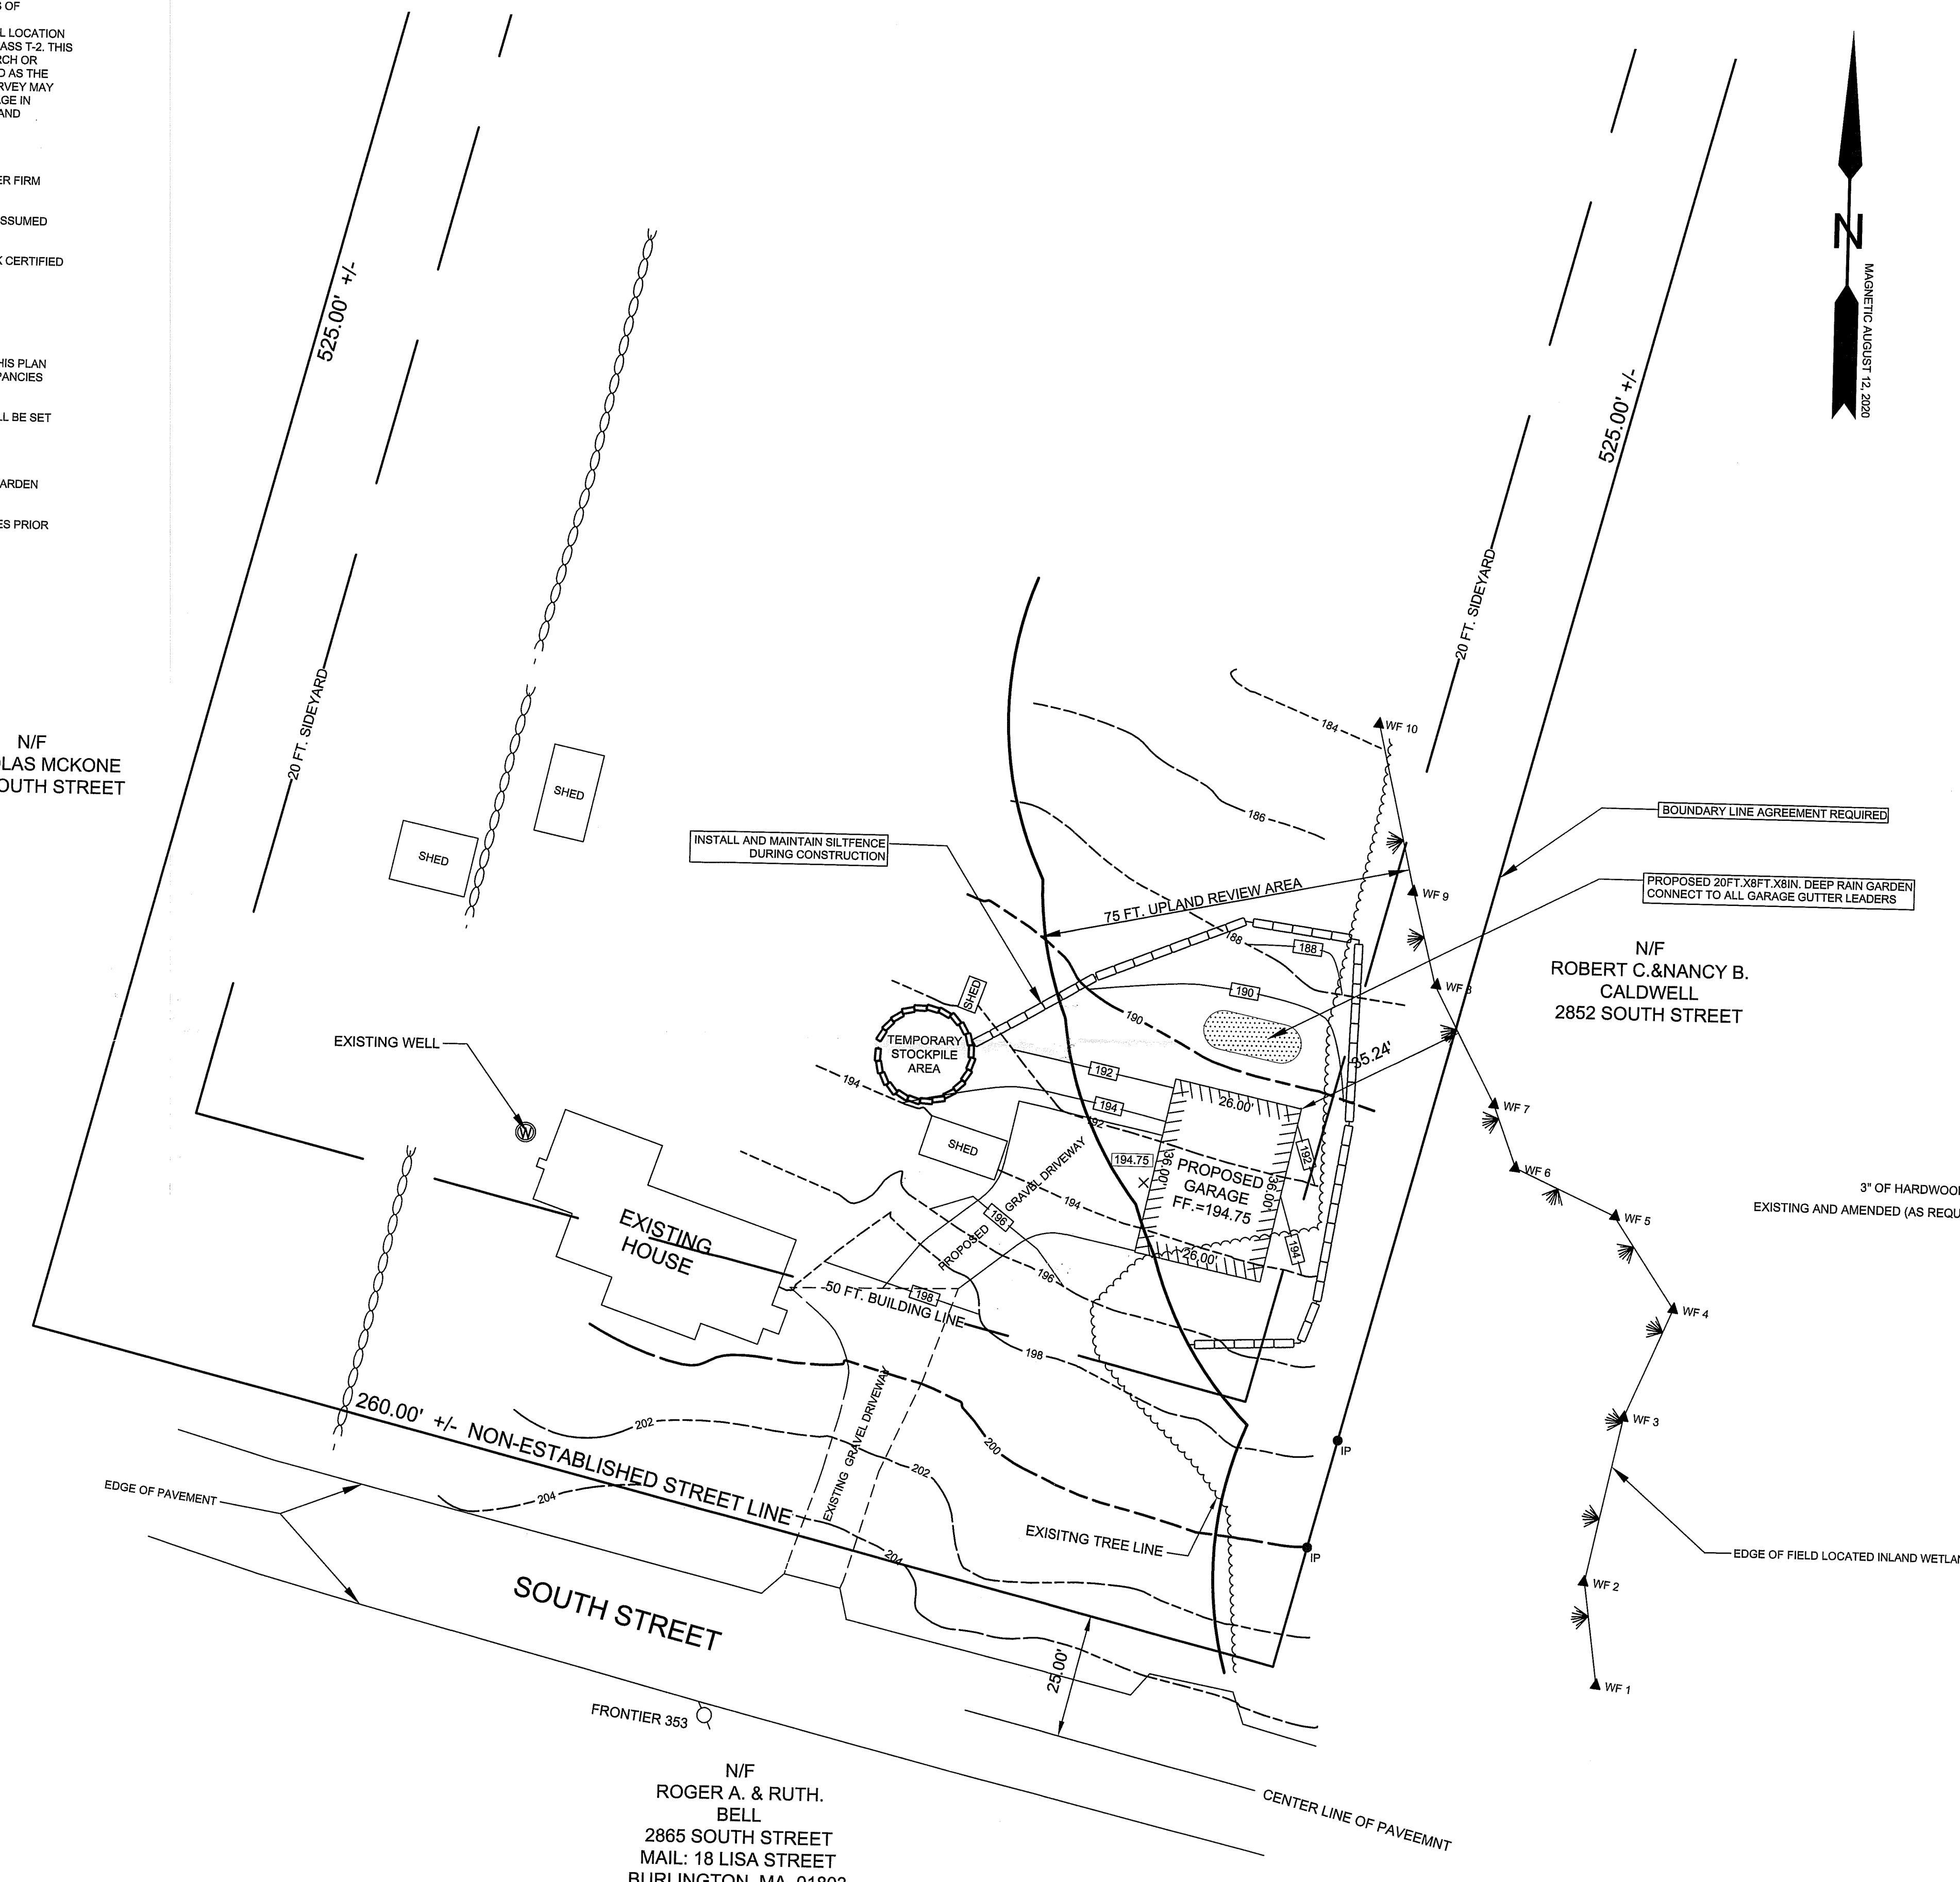 S OF
L LOCATION
ASS T-2. THIS
RCH OR
D AS THE
RVEY MAY
GE IN
AND
ER FIRM
SSUMED
K CERTIFIED
HIS PLAN
PANCIES
LL BE SET
ARDEN
ES PRIOR
525.00' +/-
525.00' +/-
N
MAGNETIC AUGUST 12, 2020
20 FT. SIDEYARD
20 FT. SIDEYARD
N/F
LAS MCKONE
OUTH STREET
SHED
SHED
184
WF 10
186
BOUNDARY LINE AGREEMENT REQUIRED
INSTALL AND MAINTAIN SILTFENCE
DURING CONSTRUCTION
75 FT. UPLAND REVIEW AREA
WF 9
PROPOSED 20FT.X8FT.X8IN. DEEP RAIN GARDEN
CONNECT TO ALL GARAGE GUTTER LEADERS
188
188
N/F
ROBERT C.&NANCY B.
CALDWELL
2852 SOUTH STREET
SHED
190
190
WF 8
EXISTING WELL
TEMPORARY
STOCKPILE
AREA
35.24'
194
192
194
192
26.00'
WF 7
W
SHED
194.75
36.00'
PROPOSED
GARAGE
FF.=194.75
36.00'
192
WF 6
PROPOSED GRAVEL DRIVEWAY
194
196
194
26.00'
WF 5
3" OF HARDWOO
EXISTING AND AMENDED (AS REQU
EXISTING
HOUSE
196
198
50 FT. BUILDING LINE
WF 4
198
260.00' +/- NON-ESTABLISHED STREET LINE
EXISTING GRAVEL DRIVEWAY
202
200
202
IP
WF 3
EDGE OF PAVEMENT
204
204
EXISITNG TREE LINE
IP
EDGE OF FIELD LOCATED INLAND WETLAN
WF 2
SOUTH STREET
25.00'
WF 1
FRONTIER 353
N/F
ROGER A. & RUTH.
BELL
2865 SOUTH STREET
MAIL: 18 LISA STREET
BURLINGTON, MA. 01803
CENTER LINE OF PAVEEMNT